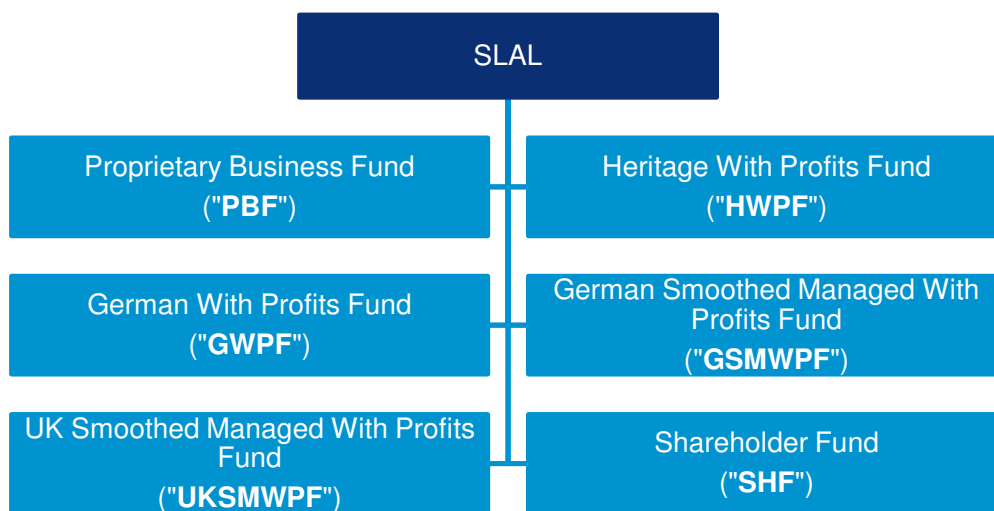 SLAL
Proprietary Business Fund
("PBF")
Heritage With Profits Fund
("HWPF")
German With Profits Fund
("GWPF")
German Smoothed Managed With
Profits Fund
("GSMWPF")
UK Smoothed Managed With Profits
Fund
("UKSMWPF")
Shareholder Fund
("SHF")